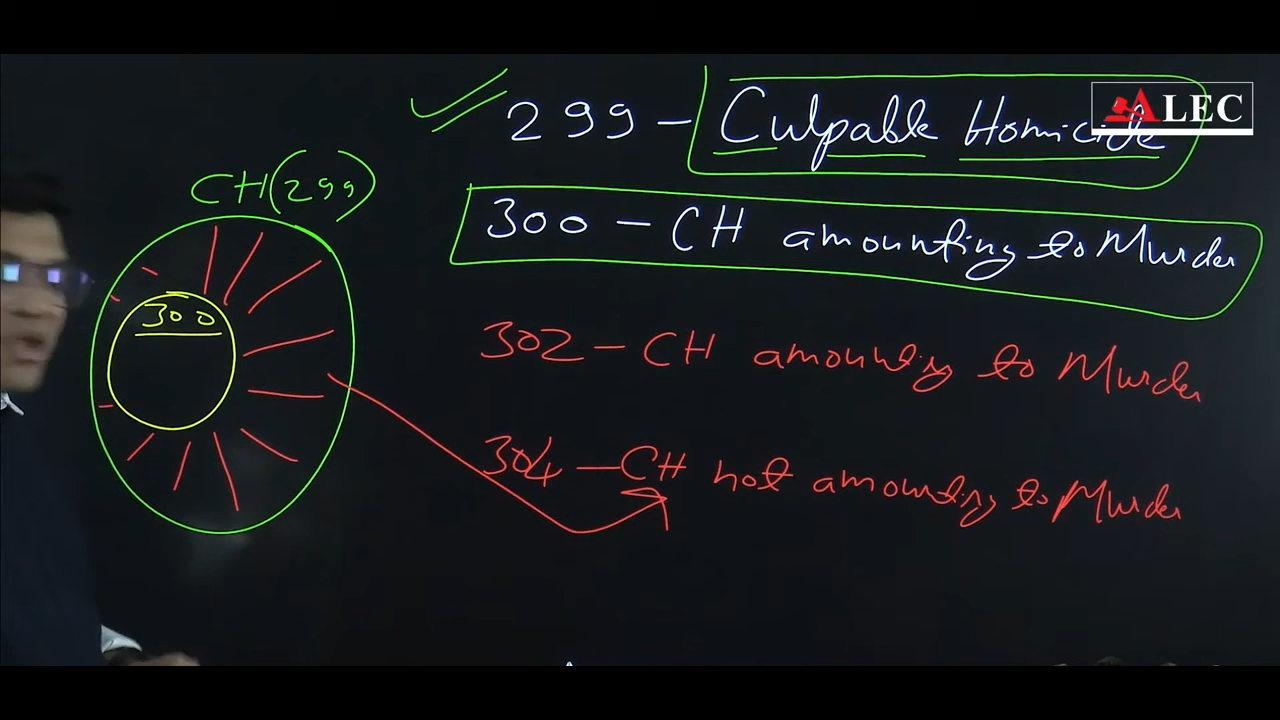 ALEC
299 - Culpable Homicide
CH (299)
300 - CH amounting to Murder
300
302 - CH amounting to Murder
304 - CH not amounting to Murder